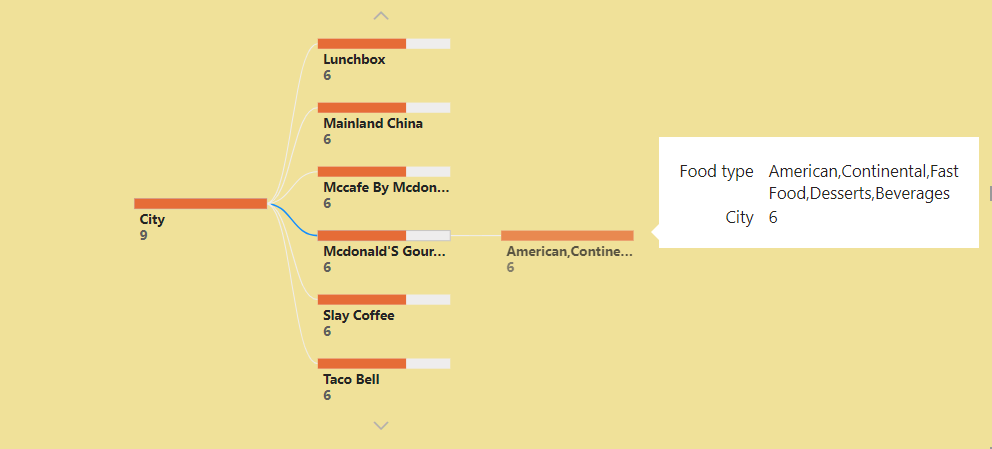 Lunchbox
6
Mainland China
6
Mccafe By Mcdon...
6
City
9
Mcdonald'S Gour...
6
American,Contine...
6
Slay Coffee
6
Taco Bell
6
Food type American,Continental,Fast
Food,Desserts,Beverages
City 6